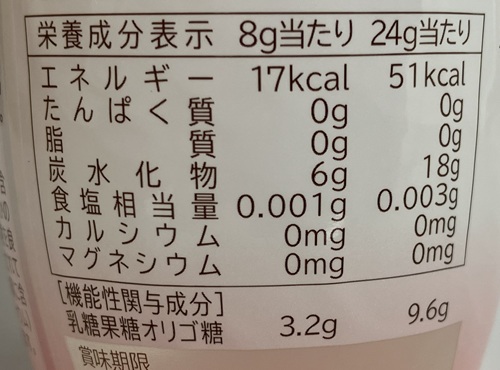 栄養成分表示 8g当たり 24g当たり
エネルギー 17kcal 51kcal
たんぱく質 0g 0g
脂質 0g 0g
炭水化物 6g 18g
食塩相当量 0.001g 0.003g
カルシウム 0mg 0mg
マグネシウム 0mg 0mg
[機能性関与成分]
乳糖果糖オリゴ糖 3.2g 9.6g
賞味期限